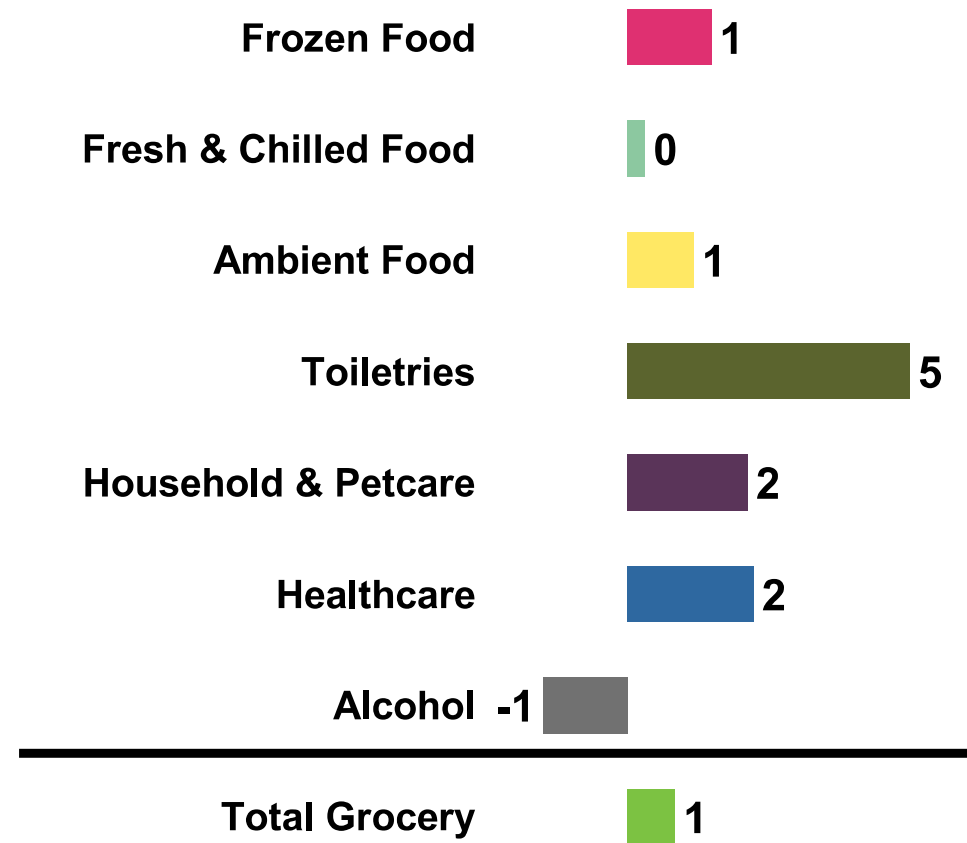 Frozen Food 1
Fresh & Chilled Food 0
Ambient Food 1
Toiletries 5
Household & Petcare 2
Healthcare 2
Alcohol -1
Total Grocery 1